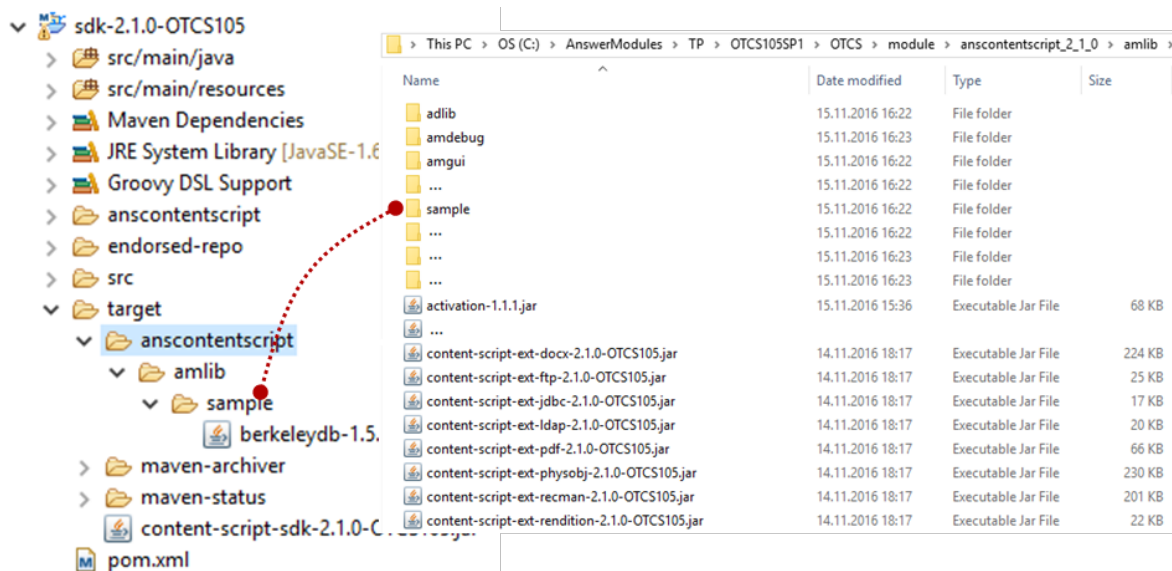 sdk-2.1.0-OTCS105
src/main/java
src/main/resources
Maven Dependencies
JRE System Library [JavaSE-1.6
Groovy DSL Support
anscontentscript
endorsed-repo
src
target
anscontentscript
amlib
sample
berkeleydb-1.5.
maven-archiver
maven-status
content-script-sdk-2.1.0-OTCS105.jar
pom.xml
This PC > OS (C:) > AnswerModules > TP > OTCS105SP1 > OTCS > module > anscontentscript_2_1_0 > amlib >
Name Date modified Type Size
adlib 15.11.2016 16:22 File folder
amdebug 15.11.2016 16:23 File folder
amgui 15.11.2016 16:22 File folder
... 15.11.2016 16:22 File folder
sample 15.11.2016 16:22 File folder
... 15.11.2016 16:22 File folder
... 15.11.2016 16:23 File folder
... 15.11.2016 16:23 File folder
activation-1.1.1.jar 15.11.2016 15:36 Executable Jar File 68 KB
...
content-script-ext-docx-2.1.0-OTCS105.jar 14.11.2016 18:17 Executable Jar File 224 KB
content-script-ext-ftp-2.1.0-OTCS105.jar 14.11.2016 18:17 Executable Jar File 25 KB
content-script-ext-jdbc-2.1.0-OTCS105.jar 14.11.2016 18:17 Executable Jar File 17 KB
content-script-ext-ldap-2.1.0-OTCS105.jar 14.11.2016 18:17 Executable Jar File 20 KB
content-script-ext-pdf-2.1.0-OTCS105.jar 14.11.2016 18:17 Executable Jar File 66 KB
content-script-ext-physobj-2.1.0-OTCS105.jar 14.11.2016 18:17 Executable Jar File 230 KB
content-script-ext-recman-2.1.0-OTCS105.jar 14.11.2016 18:17 Executable Jar File 201 KB
content-script-ext-rendition-2.1.0-OTCS105.jar 14.11.2016 18:17 Executable Jar File 22 KB